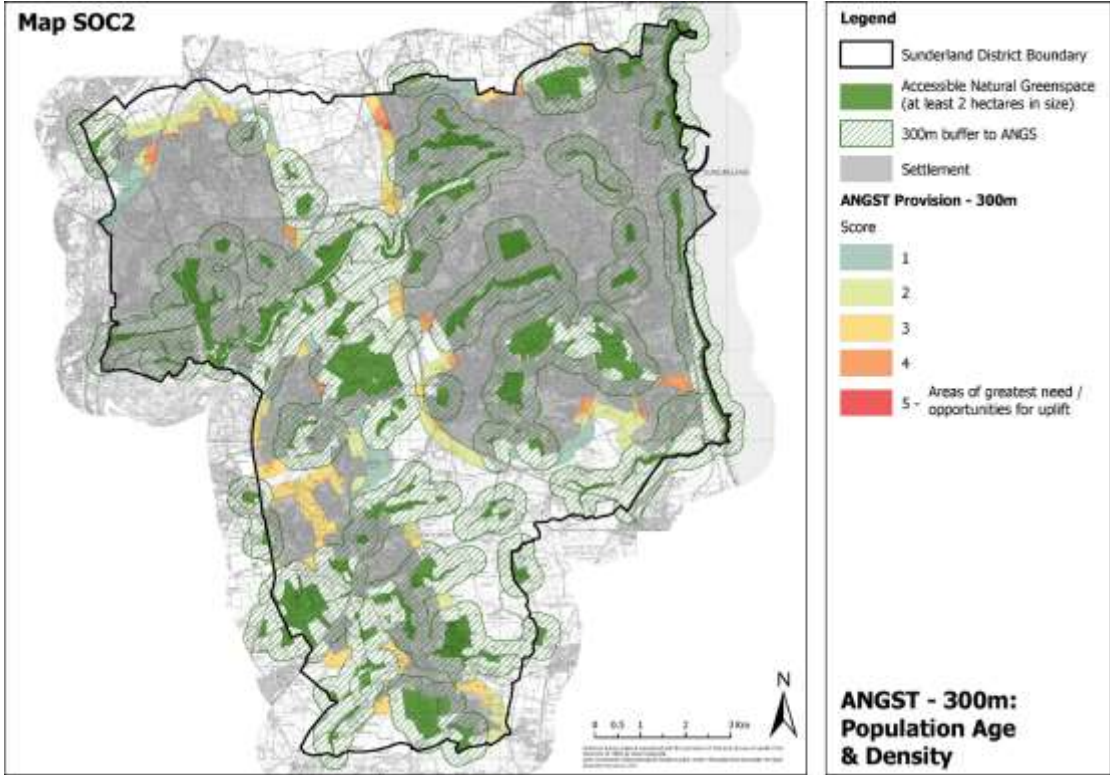 Map SOC2
SUNDERLAND
N
0 0.5 1 2 3 Km
Legend
Sunderland District Boundary
Accessible Natural Greenspace
(at least 2 hectares in size)
300m buffer to ANGS
Settlement
ANGST Provision - 300m
Score
1
2
3
4
5 - Areas of greatest need /
opportunities for uplift
ANGST - 300m:
Population Age
& Density